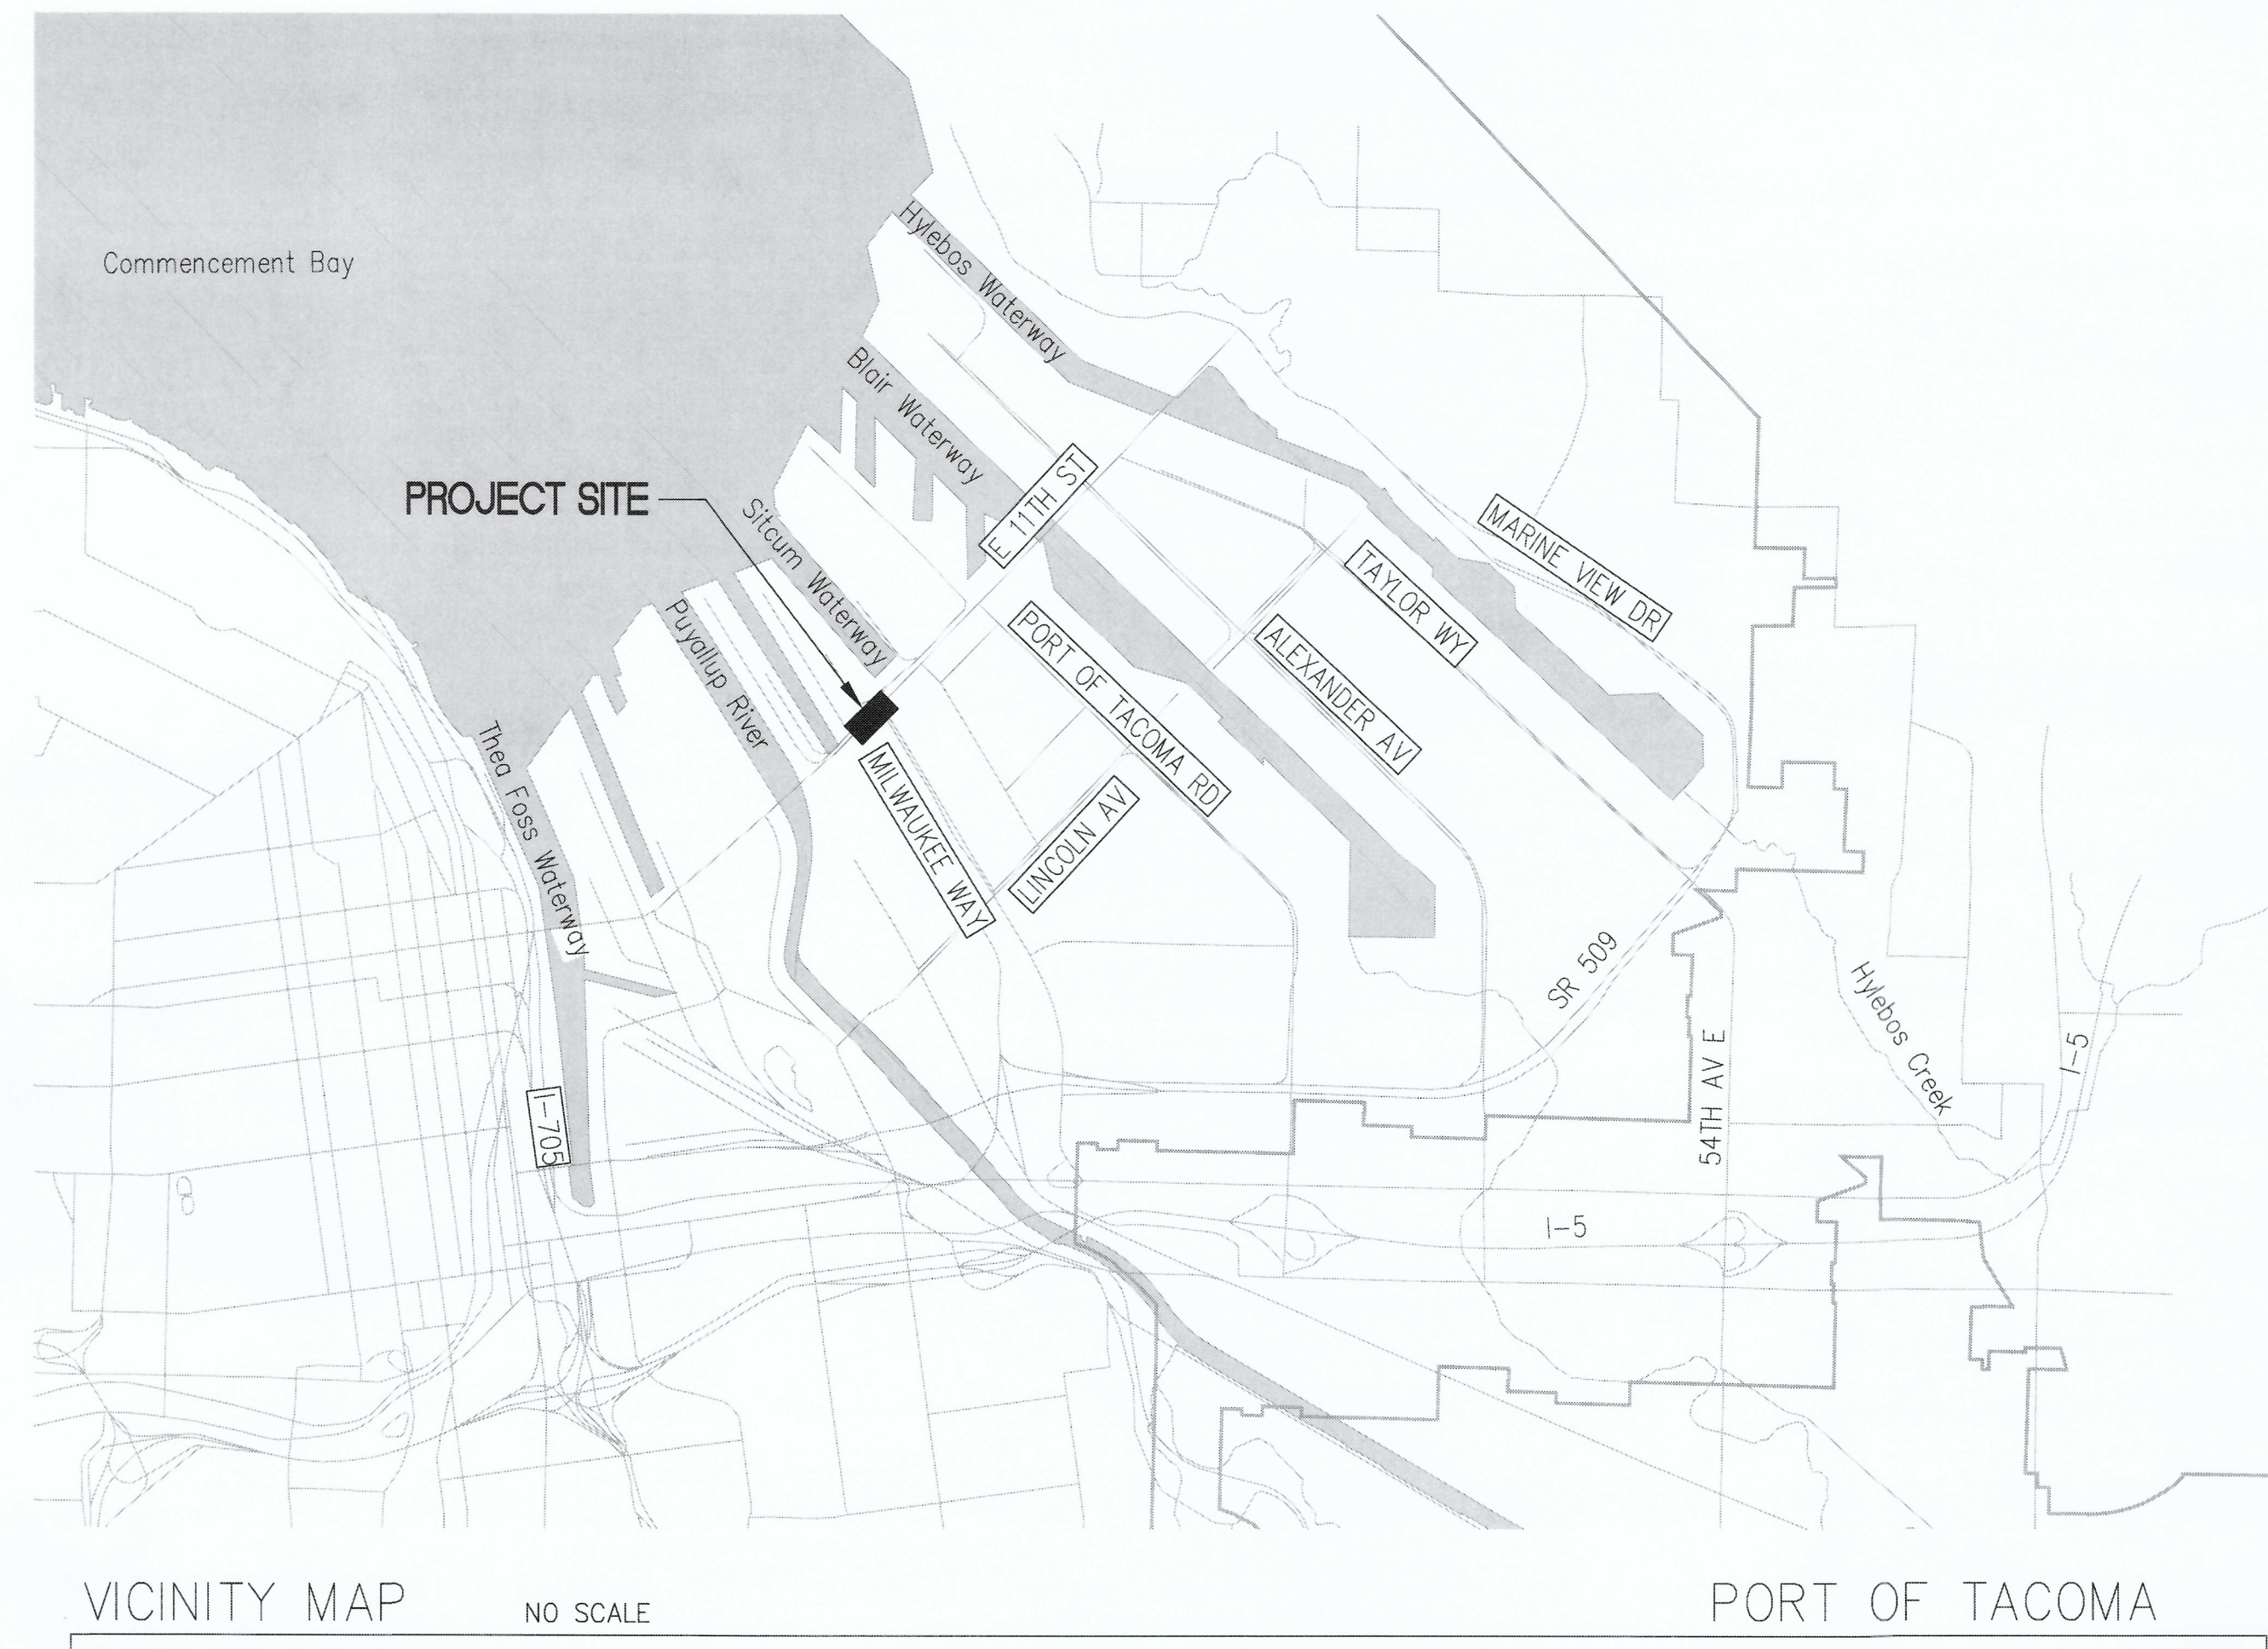 Commencement Bay
Hylebos Waterway
Blair Waterway
PROJECT SITE
Sitcum Waterway
E 11TH ST
MARINE VIEW DR
TAYLOR WY
Puyallup River
PORT OF TACOMA RD
ALEXANDER AV
Thea Foss Waterway
MILWAUKEE WAY
LINCOLN AV
SR 509
Hylebos Creek
54TH AV E
I-5
I-705
I-5
VICINITY MAP
NO SCALE
PORT OF TACOMA